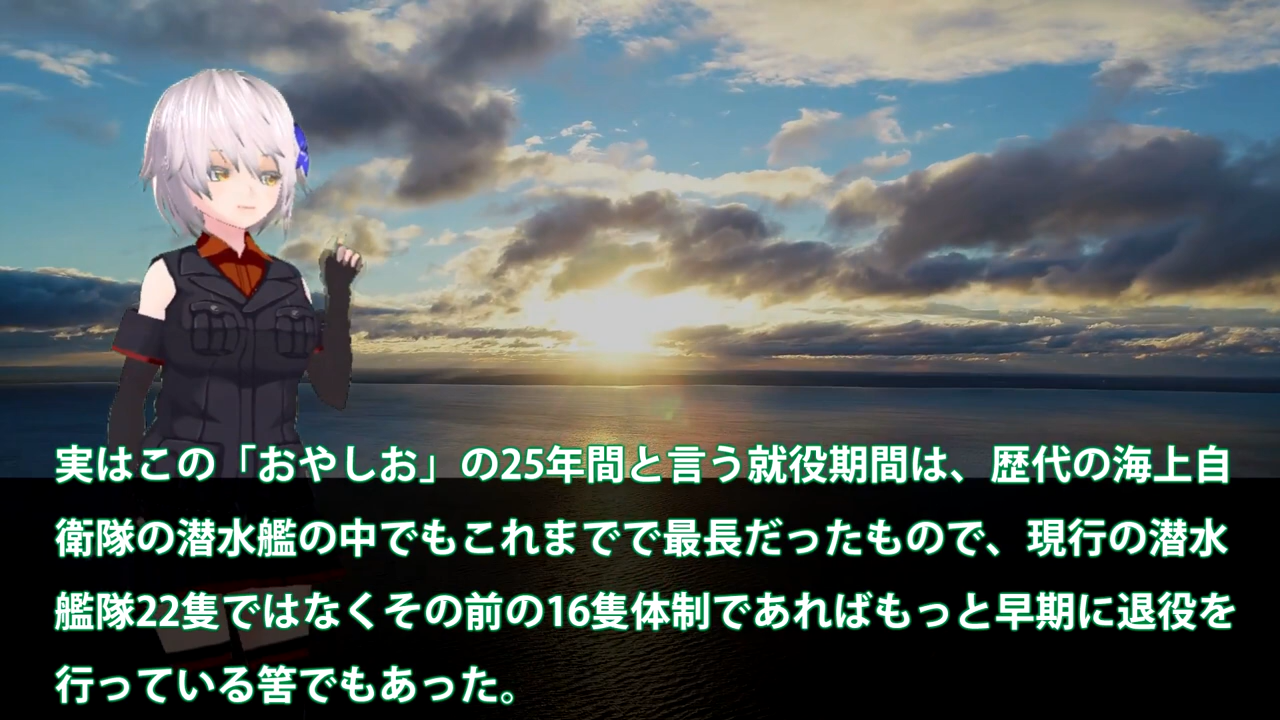 実はこの「おやしお」の25年間と言う就役期間は、歴代の海上自
衛隊の潜水艦の中でもこれまでで最長だったもので、現行の潜水
艦隊22隻ではなくその前の16隻体制であればもっと早期に退役を
行っている筈でもあった。